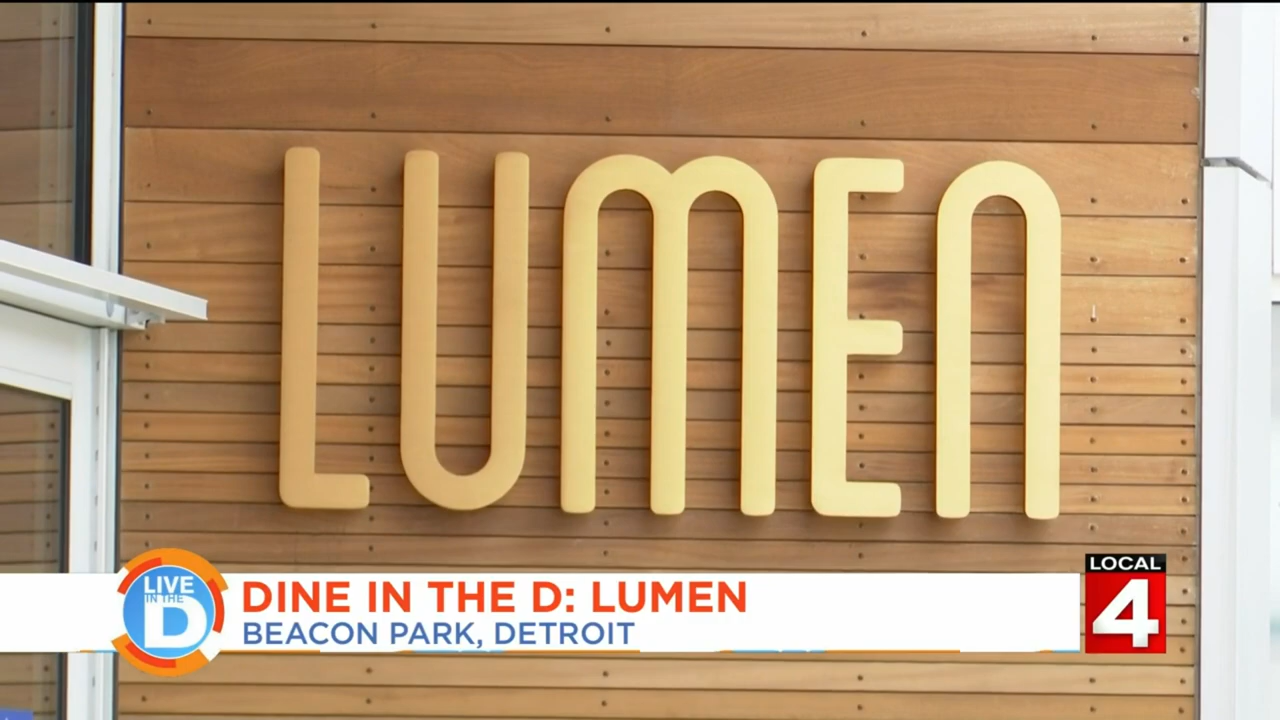 LUMEN
LIVE
IN THE
D
DINE IN THE D: LUMEN
BEACON PARK, DETROIT
LOCAL
4